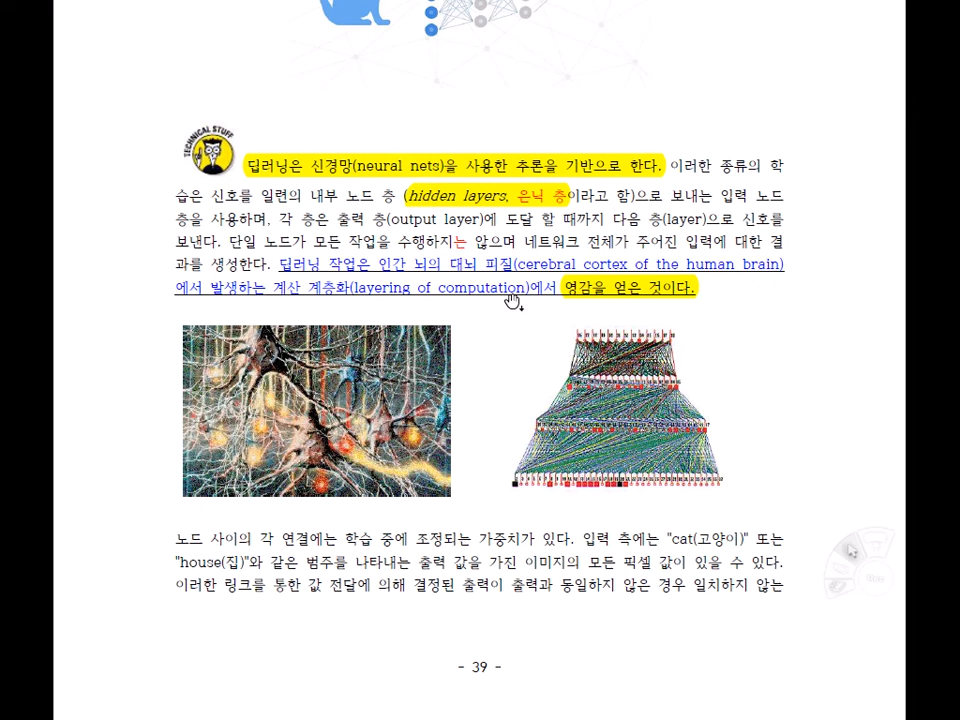 TECHNICAL STUFF
딥러닝은 신경망(neural nets)을 사용한 추론을 기반으로 한다. 이러한 종류의 학
습은 신호를 일련의 내부 노드 층 (hidden layers, 은닉 층이라고 함)으로 보내는 입력 노드
층을 사용하며, 각 층은 출력 층(output layer)에 도달 할 때까지 다음 층(layer)으로 신호를
보낸다. 단일 노드가 모든 작업을 수행하지는 않으며 네트워크 전체가 주어진 입력에 대한 결
과를 생성한다. 딥러닝 작업은 인간 뇌의 대뇌 피질(cerebral cortex of the human brain)
에서 발생하는 계산 계층화(layering of computation)에서 영감을 얻은 것이다.
노드 사이의 각 연결에는 학습 중에 조정되는 가중치가 있다. 입력 측에는 "cat(고양이)" 또는
"house(집)"와 같은 범주를 나타내는 출력 값을 가진 이미지의 모든 픽셀 값이 있을 수 있다.
이러한 링크를 통한 값 전달에 의해 결정된 출력이 출력과 동일하지 않은 경우 일치하지 않는
- 39 -